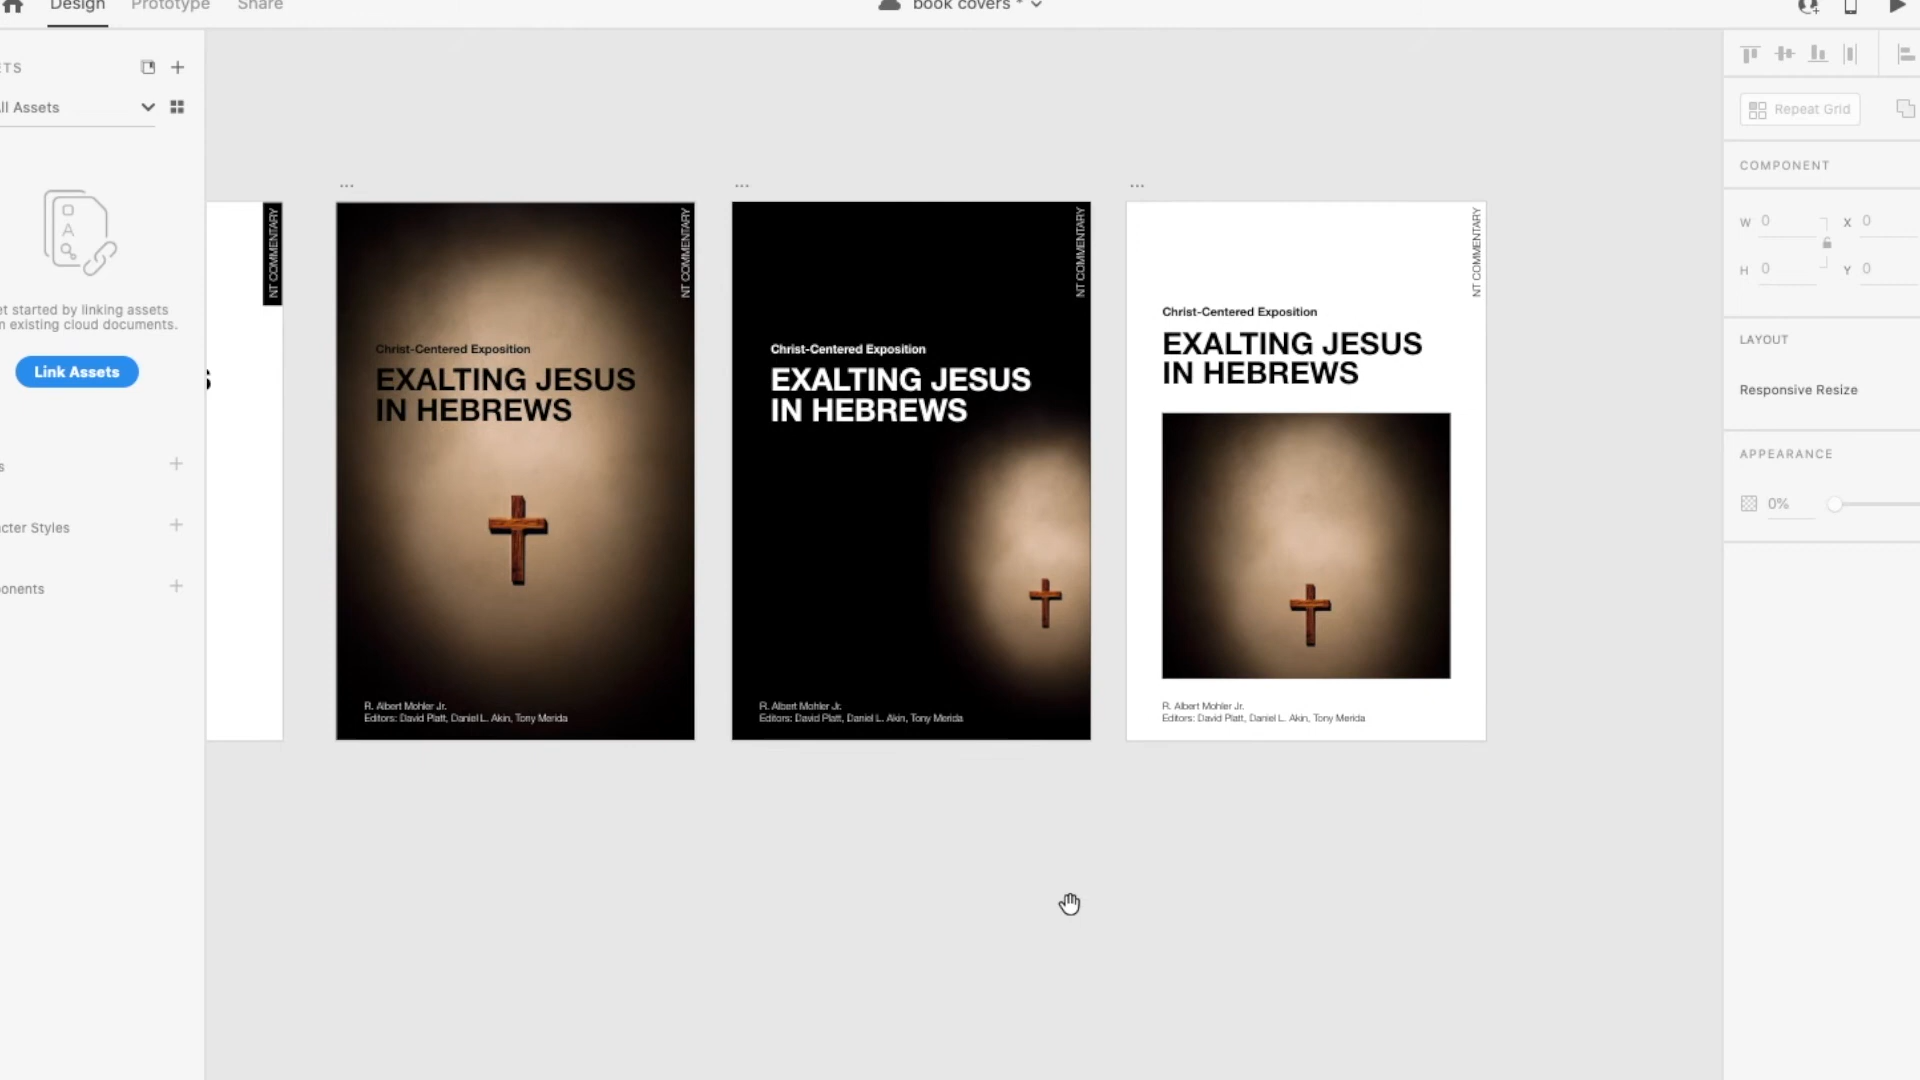 Design
Prototype
Share
book covers *
ETS
ll Assets
et started by linking assets
m existing cloud documents.
Link Assets
s
cter Styles
onents
NT COMMENTARY
S
NT COMMENTARY
Christ-Centered Exposition
EXALTING JESUS
IN HEBREWS
R. Albert Mohler Jr.
Editors: David Platt, Daniel L. Akin, Tony Merida
NT COMMENTARY
Christ-Centered Exposition
EXALTING JESUS
IN HEBREWS
R. Albert Mohler Jr.
Editors: David Platt, Daniel L. Akin, Tony Merida
NT COMMENTARY
Christ-Centered Exposition
EXALTING JESUS
IN HEBREWS
R. Albert Mohler Jr.
Editors: David Platt, Daniel L. Akin, Tony Merida
Repeat Grid
COMPONENT
W 0 X 0
H 0 Y 0
LAYOUT
Responsive Resize
APPEARANCE
0%